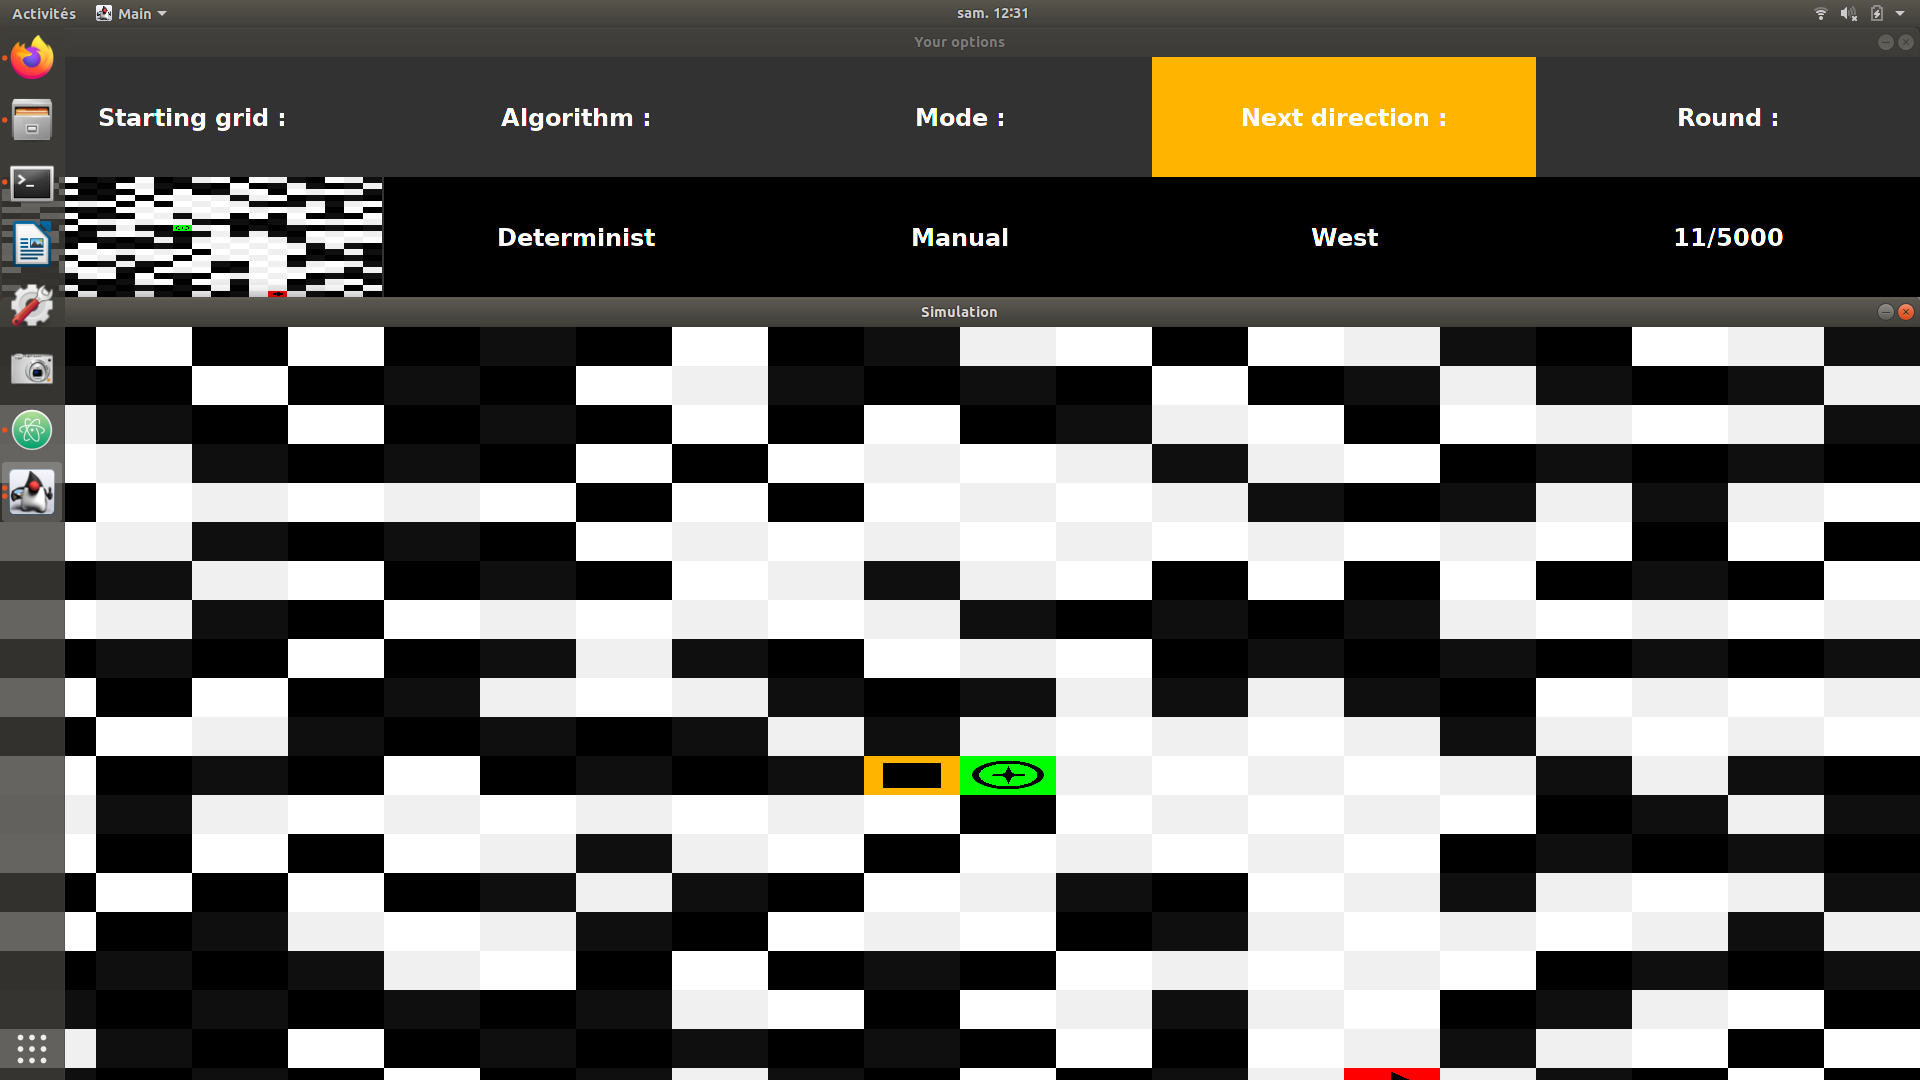 Activités Main sam. 12:31
Your options
Starting grid : Algorithm : Mode : Next direction : Round :
Determinist Manual West 11/5000
Simulation